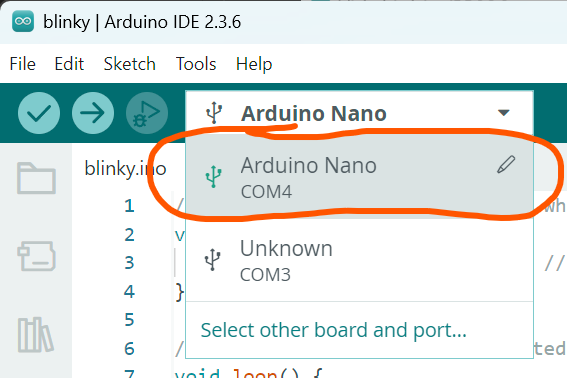 blinky | Arduino IDE 2.3.6
File Edit Sketch Tools Help
Arduino Nano
blinky.ino
Arduino Nano
COM4
1 / wh
2 v
Unknown
3 //
COM3
4 }
5
Select other board and port...
6 / ted
7 void loop() {